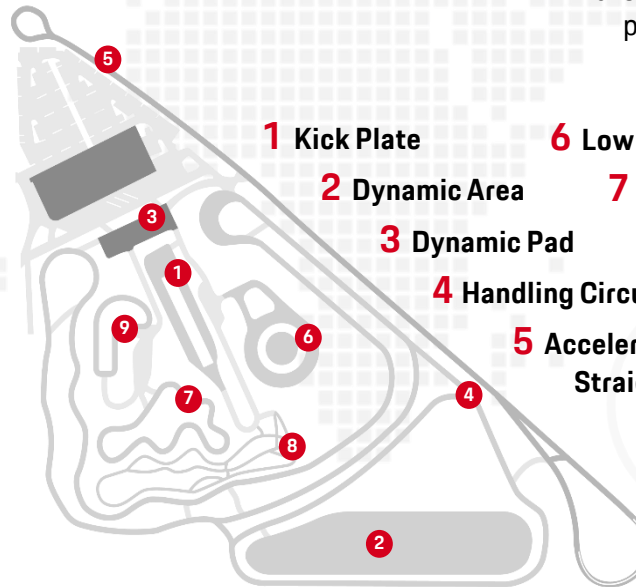 p
1 Kick Plate
6 Low
2 Dynamic Area
7
3 Dynamic Pad
4 Handling Circu
5 Acceler
Strai
5
3
1
9
6
7
4
8
2